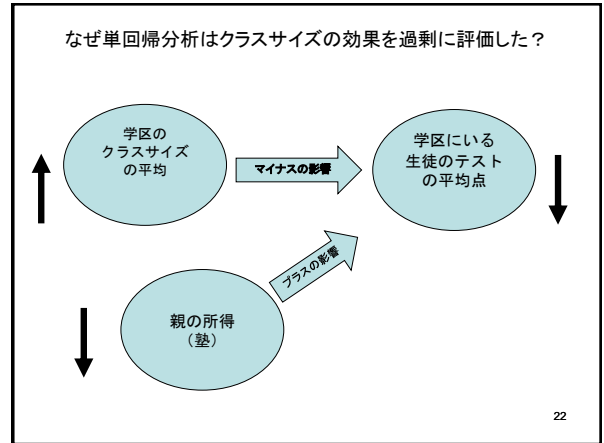 なぜ単回帰分析はクラスサイズの効果を過剰に評価した？
学区の
クラスサイズ
の平均
マイナスの影響
学区にいる
生徒のテスト
の平均点
プラスの影響
親の所得
（塾）
22